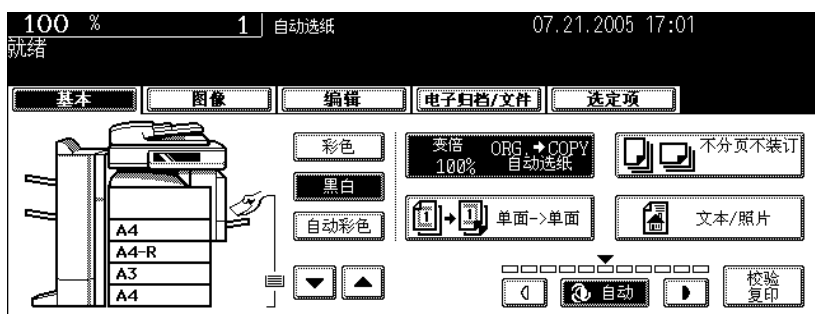 100 % 1 自动选纸 07.21.2005 17:01
就绪
基本 图像 编辑 电子归档/文件 选定项
彩色 变倍 ORG.→COPY 不分页不装订
100% 自动选纸
黑白
自动彩色 1→1 单面->单面 文本/照片
A4
A4-R
A3
A4
自动 校验
复印